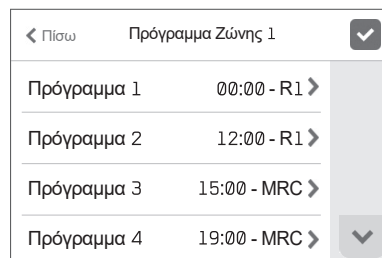 Πίσω Πρόγραμμα Ζώνης 1
Πρόγραμμα 1 00:00 - R1
Πρόγραμμα 2 12:00 - R1
Πρόγραμμα 3 15:00 - MRC
Πρόγραμμα 4 19:00 - MRC